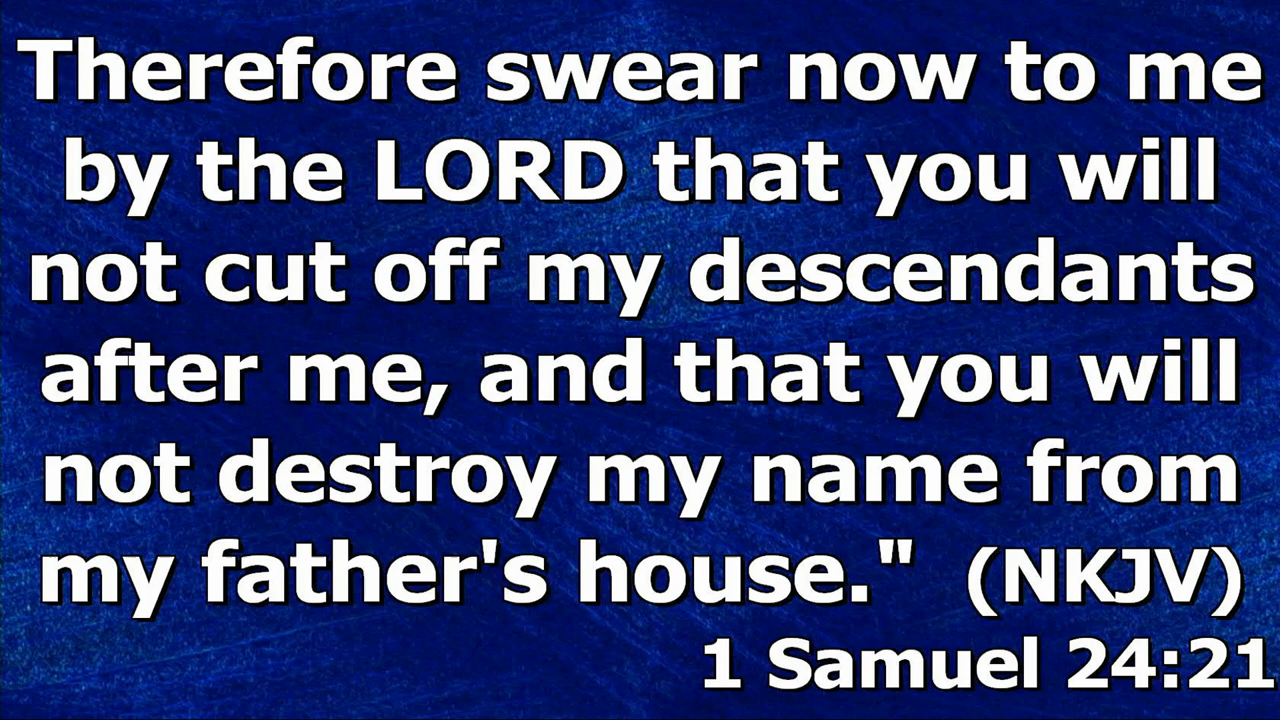 Therefore swear now to me
by the LORD that you will
not cut off my descendants
after me, and that you will
not destroy my name from
my father's house."  (NKJV)
1 Samuel 24:21